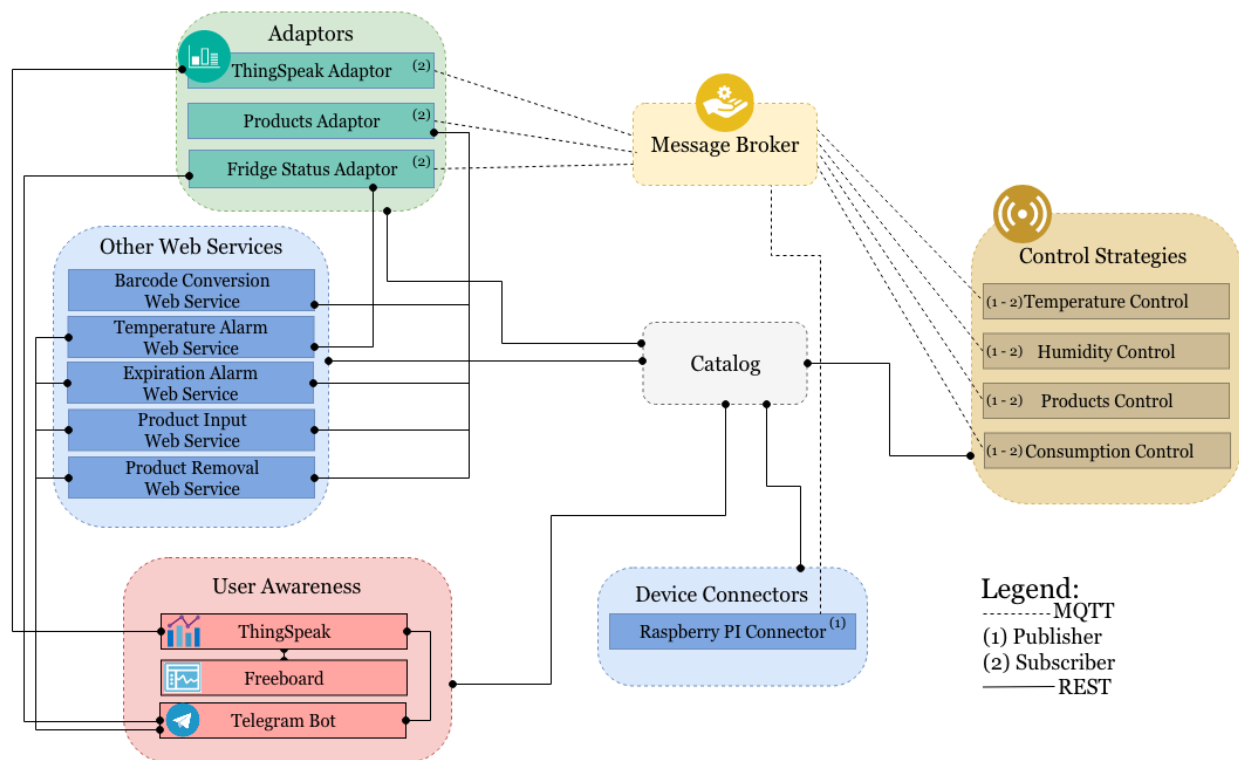 Adaptors
ThingSpeak Adaptor (2)
Products Adaptor (2)
Fridge Status Adaptor (2)
Message Broker
Other Web Services
Barcode Conversion
Web Service
Temperature Alarm
Web Service
Expiration Alarm
Web Service
Product Input
Web Service
Product Removal
Web Service
Catalog
Control Strategies
(1 - 2) Temperature Control
(1 - 2) Humidity Control
(1 - 2) Products Control
(1 - 2) Consumption Control
User Awareness
ThingSpeak
Freeboard
Telegram Bot
Device Connectors
Raspberry PI Connector (1)
Legend:
MQTT
(1) Publisher
(2) Subscriber
REST